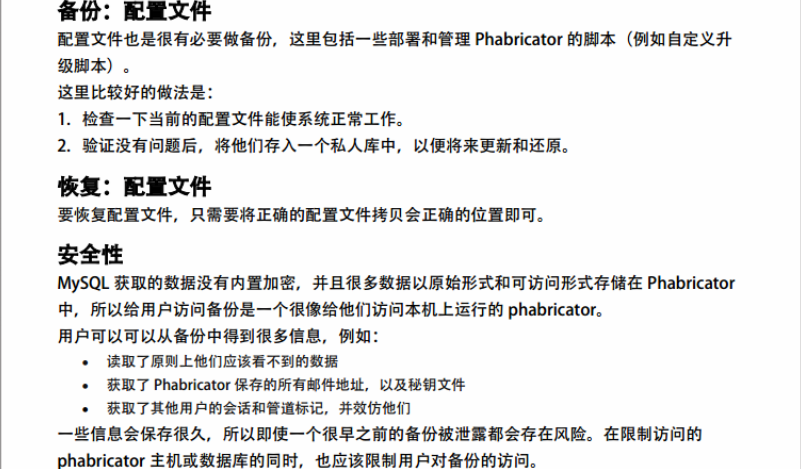 备份：配置文件
配置文件也是很有必要做备份，这里包括一些部署和管理 Phabricator 的脚本（例如自定义升
级脚本）。
这里比较好的做法是：
1. 检查一下当前的配置文件能使系统正常工作。
2. 验证没有问题后，将他们存入一个私人库中，以便将来更新和还原。
恢复：配置文件
要恢复配置文件，只需要将正确的配置文件拷贝会正确的位置即可。
安全性
MySQL 获取的数据没有内置加密，并且很多数据以原始形式和可访问形式存储在 Phabricator
中，所以给用户访问备份是一个很像给他们访问本机上运行的 phabricator。
用户可以可以从备份中得到很多信息，例如：
• 读取了原则上他们应该看不到的数据
• 获取了 Phabricator 保存的所有邮件地址，以及秘钥文件
• 获取了其他用户的会话和管道标记，并效仿他们
一些信息会保存很久，所以即使一个很早之前的备份被泄露都会存在风险。在限制访问的
phabricator 主机或数据库的同时，也应该限制用户对备份的访问。